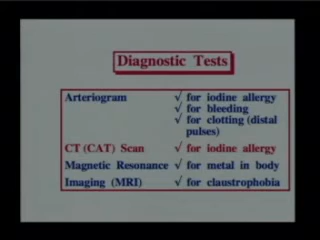 Diagnostic Tests
Arteriogram √ for iodine allergy
√ for bleeding
√ for clotting (distal
pulses)
CT (CAT) Scan √ for iodine allergy
Magnetic Resonance √ for metal in body
Imaging (MRI) √ for claustrophobia